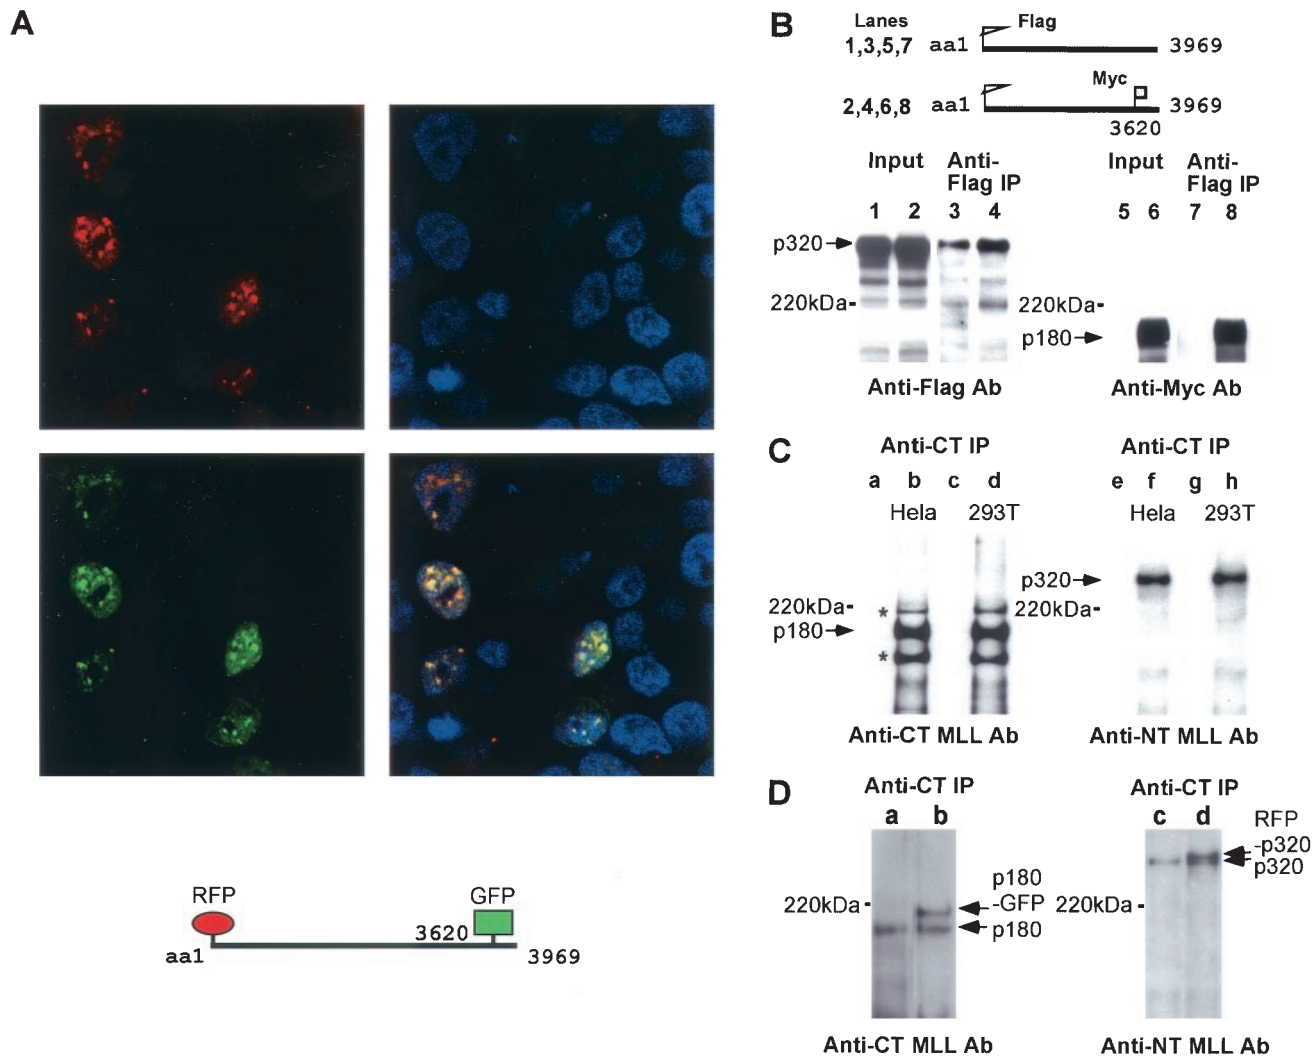 A
RFP
GFP
3620
aa1
3969
B
Lanes
Flag
1,3,5,7 aa1 3969
Myc
2,4,6,8 aa1 3969
3620
Input Anti-Flag IP
1 2 3 4
p320
220kDa-
Anti-Flag Ab
Input Anti-Flag IP
5 6 7 8
220kDa-
p180
Anti-Myc Ab
C
Anti-CT IP
a b c d
Hela 293T
220kDa-
*
p180
*
Anti-CT MLL Ab
Anti-CT IP
e f g h
Hela 293T
p320
220kDa-
Anti-NT MLL Ab
D
Anti-CT IP
a b
220kDa-
p180
-GFP
p180
Anti-CT MLL Ab
Anti-CT IP
c d
RFP
-p320
p320
220kDa-
Anti-NT MLL Ab